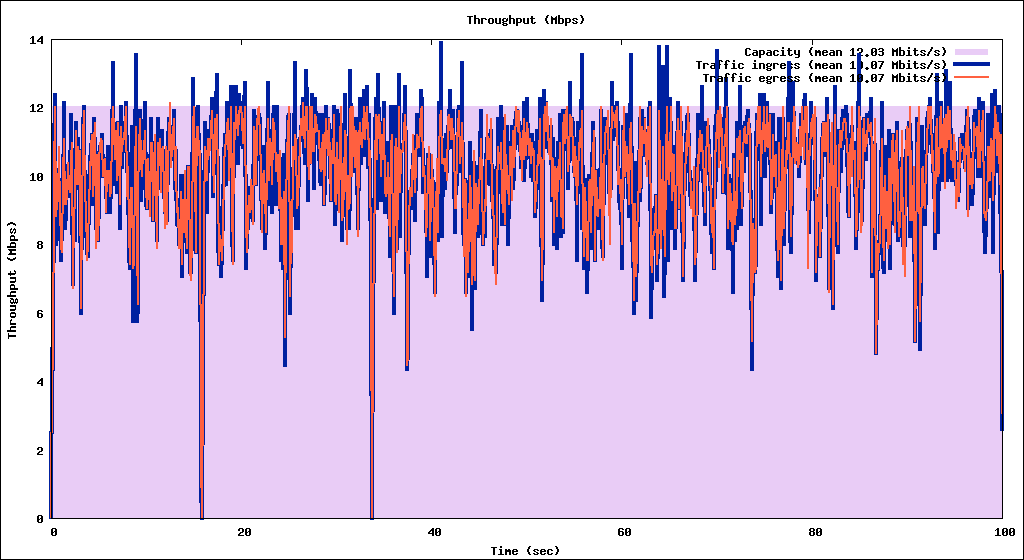 Throughput (Mbps)
Capacity (mean 12.03 Mbits/s)
Traffic ingress (mean 10.07 Mbits/s)
Traffic egress (mean 10.07 Mbits/s)
Throughput (Mbps)
14
12
10
8
6
4
2
0
0 20 40 60 80 100
Time (sec)